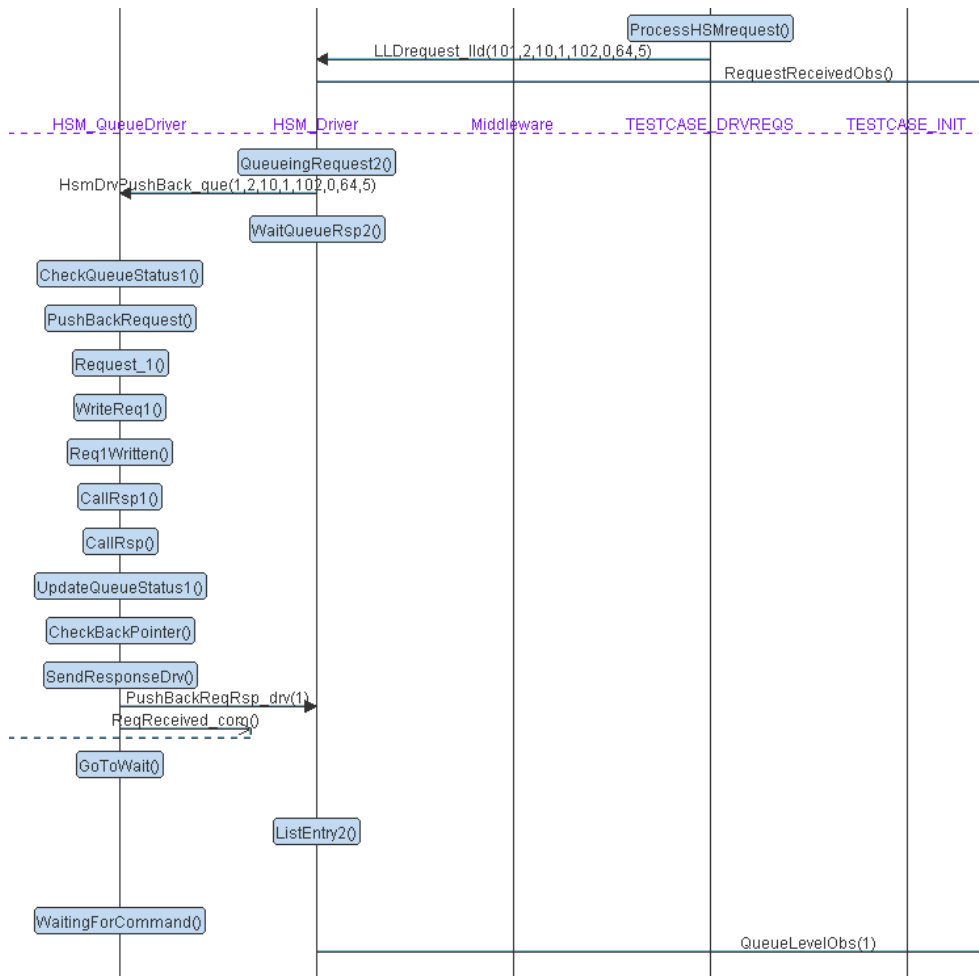 ProcessHSMrequest()
LLDrequest_lld(101,2,10,1,102,0,64,5)
RequestReceivedObs()
HSM_QueueDriver HSM_Driver Middleware TESTCASE_DRVREQS TESTCASE_INIT
QueueingRequest2()
HsmDrvPushBack_que(1,2,10,1,102,0,64,5)
WaitQueueRsp2()
CheckQueueStatus1()
PushBackRequest()
Request_1()
WriteReq1()
Req1Written()
CallRsp1()
CallRsp()
UpdateQueueStatus1()
CheckBackPointer()
SendResponseDrv()
PushBackReqRsp_drv(1)
ReqReceived_com()
GoToWait()
ListEntry2()
WaitingForCommand()
QueueLevelObs(1)